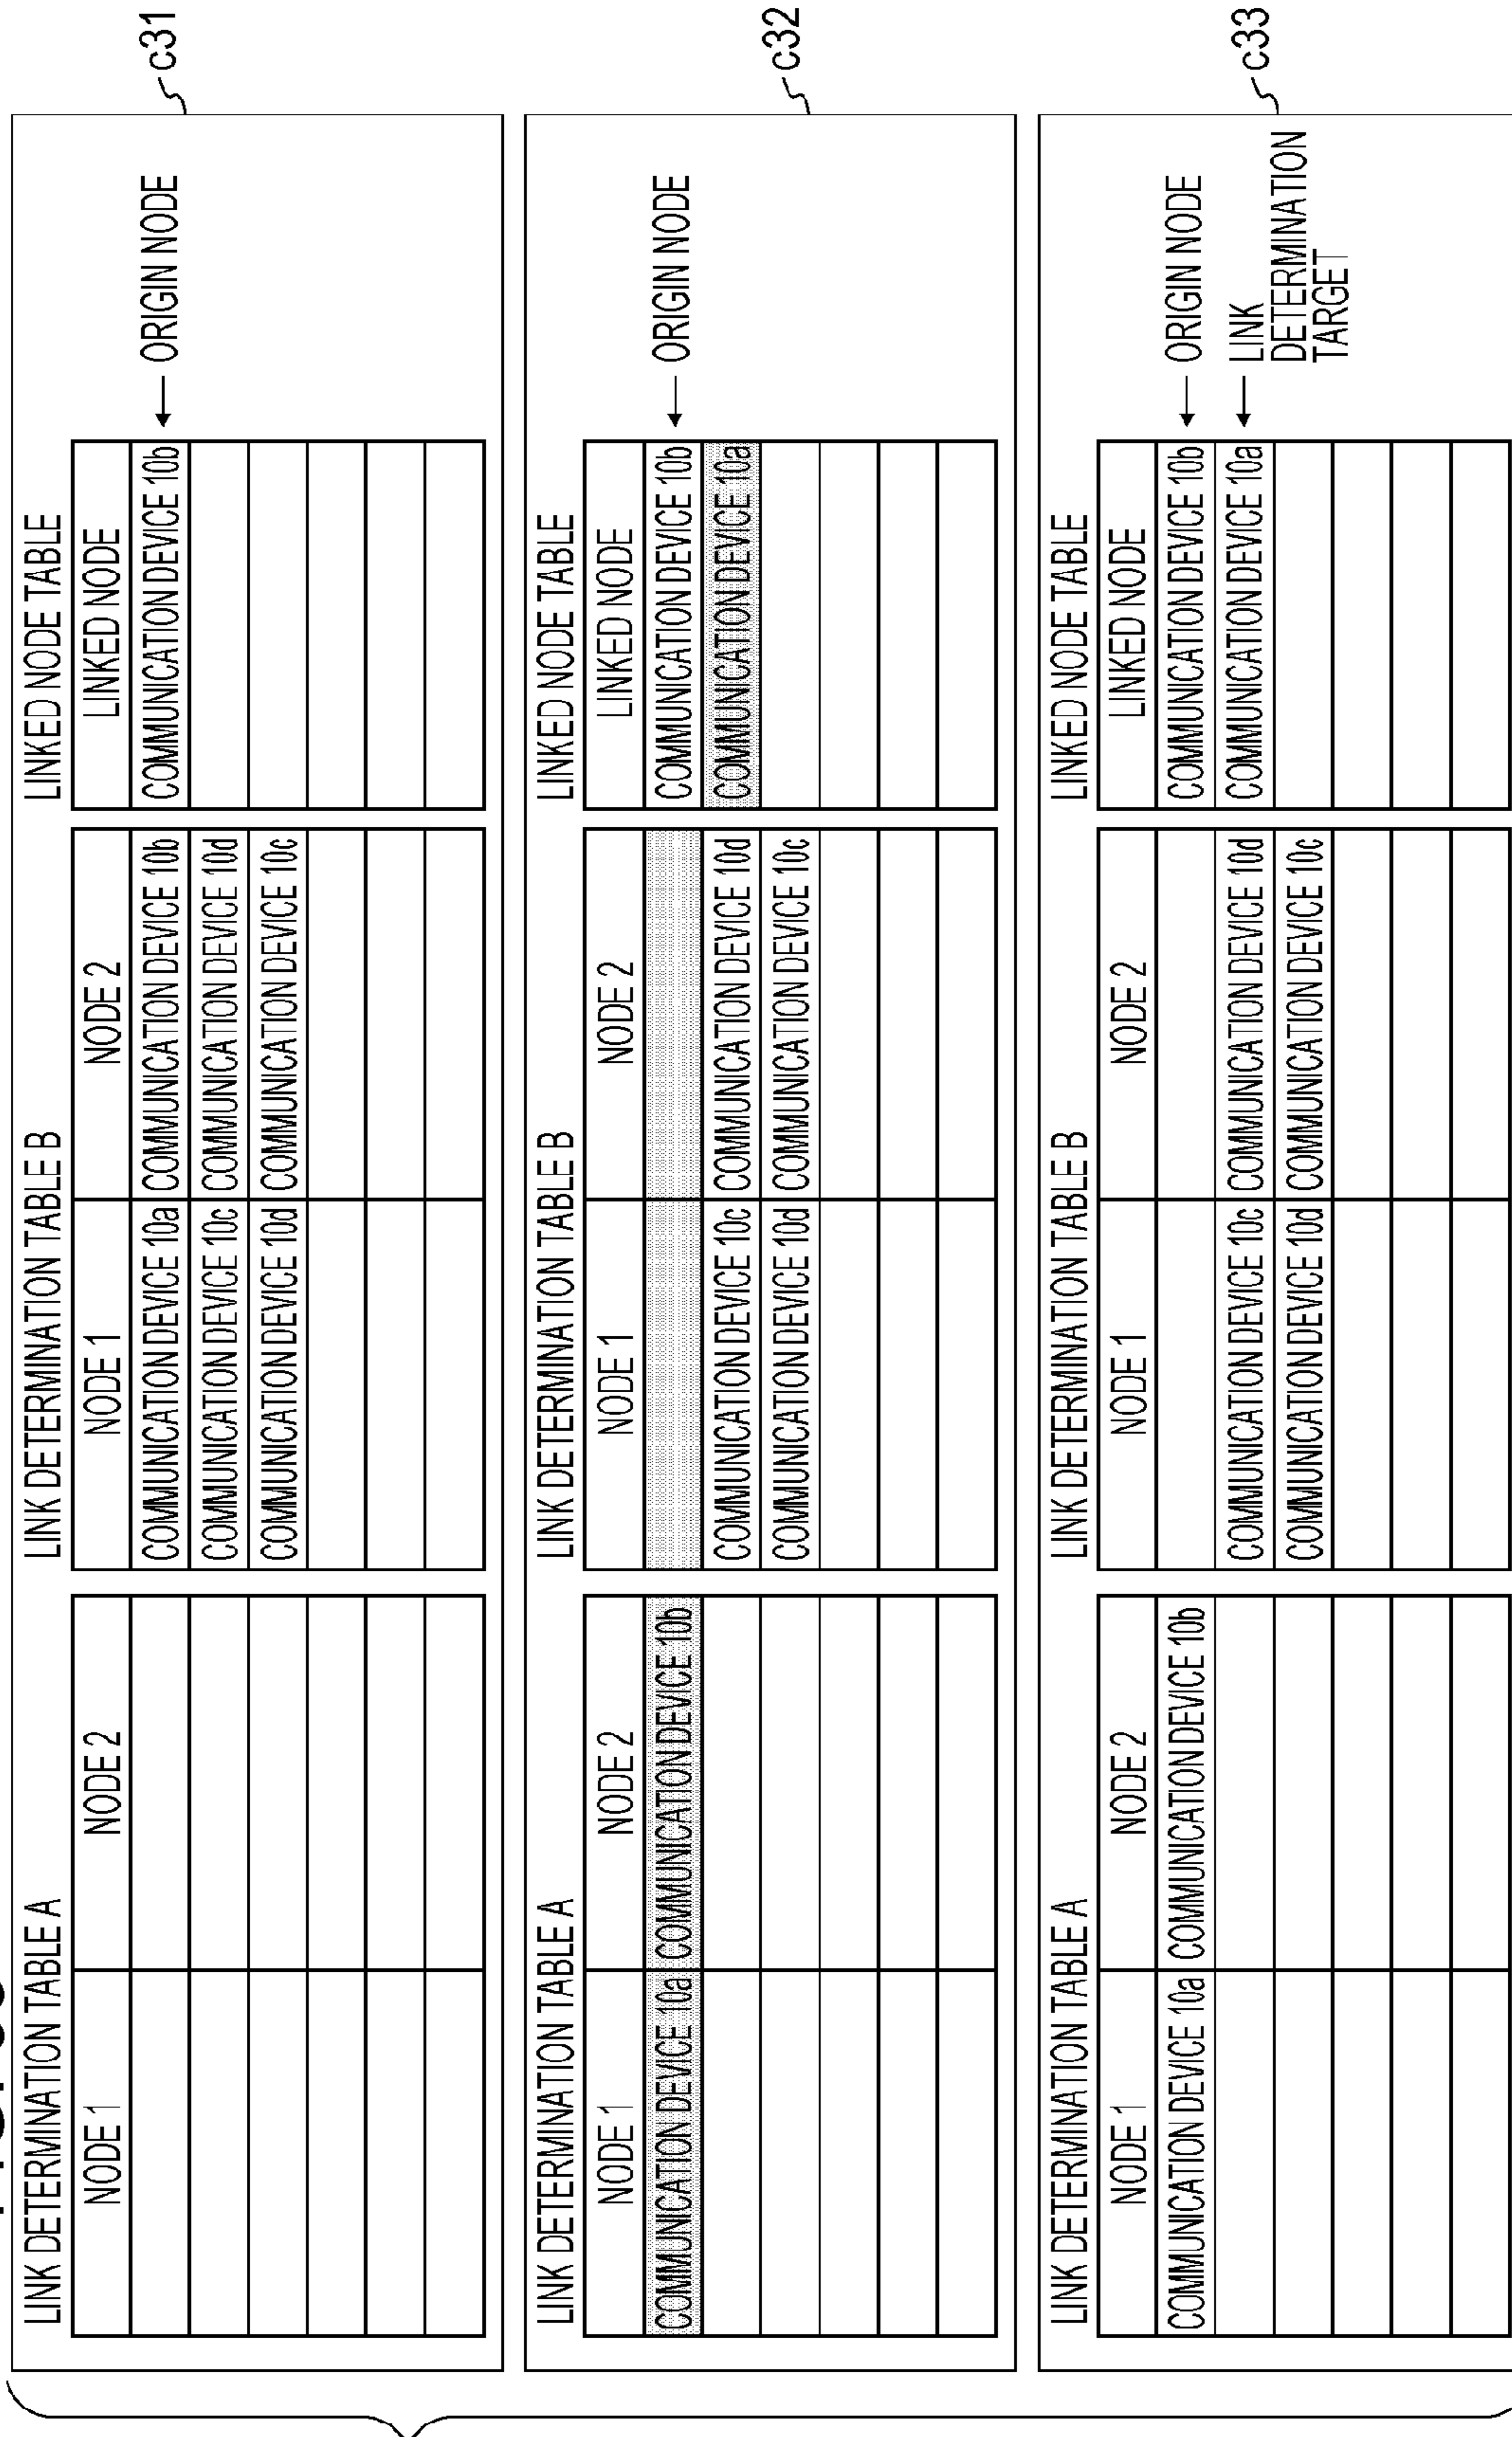 LINK DETERMINATION TABLE A
NODE 1 NODE 2
LINK DETERMINATION TABLE B
NODE 1 NODE 2
COMMUNICATION DEVICE 10a COMMUNICATION DEVICE 10b
COMMUNICATION DEVICE 10c COMMUNICATION DEVICE 10d
COMMUNICATION DEVICE 10d COMMUNICATION DEVICE 10c
LINKED NODE TABLE
LINKED NODE
COMMUNICATION DEVICE 10b
ORIGIN NODE
c31
LINK DETERMINATION TABLE A
NODE 1 NODE 2
COMMUNICATION DEVICE 10a COMMUNICATION DEVICE 10b
LINK DETERMINATION TABLE B
NODE 1 NODE 2
COMMUNICATION DEVICE 10c COMMUNICATION DEVICE 10d
COMMUNICATION DEVICE 10d COMMUNICATION DEVICE 10c
LINKED NODE TABLE
LINKED NODE
COMMUNICATION DEVICE 10b
COMMUNICATION DEVICE 10a
ORIGIN NODE
c32
LINK DETERMINATION TABLE A
NODE 1 NODE 2
COMMUNICATION DEVICE 10a COMMUNICATION DEVICE 10b
LINK DETERMINATION TABLE B
NODE 1 NODE 2
COMMUNICATION DEVICE 10c COMMUNICATION DEVICE 10d
COMMUNICATION DEVICE 10d COMMUNICATION DEVICE 10c
LINKED NODE TABLE
LINKED NODE
COMMUNICATION DEVICE 10b
COMMUNICATION DEVICE 10a
ORIGIN NODE
LINK
DETERMINATION
TARGET
c33